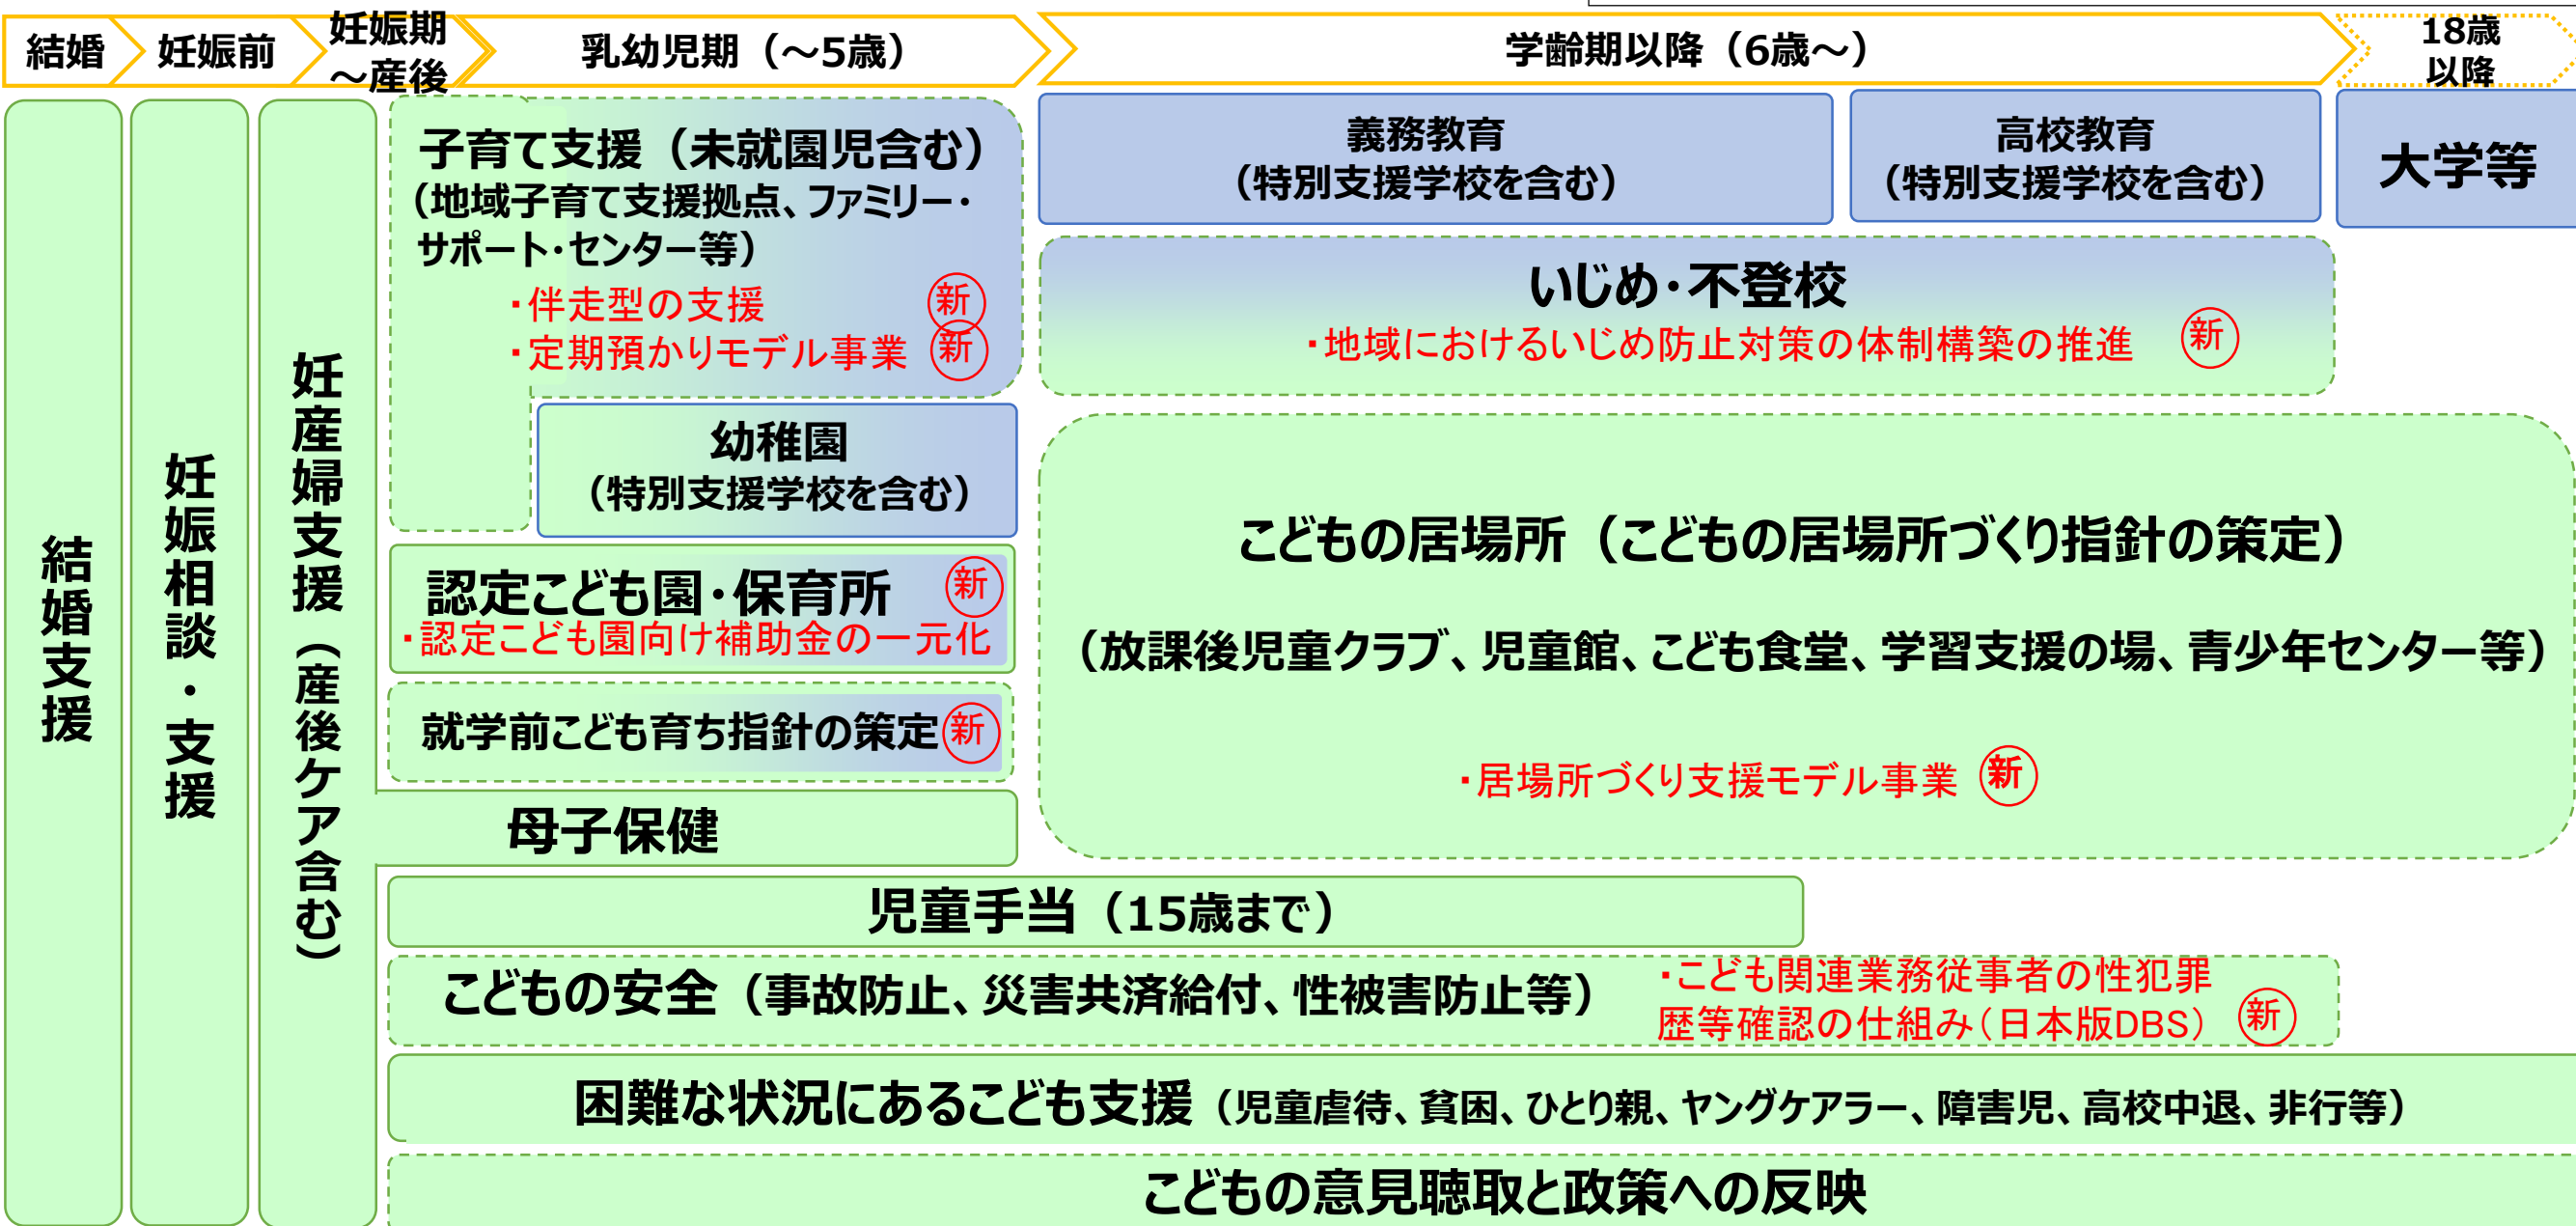 結婚
妊娠前
妊娠期
～産後
乳幼児期（～5歳）
学齢期以降（6歳～）
18歳
以降
結婚支援
妊娠相談・支援
妊産婦支援（産後ケア含む）
子育て支援（未就園児含む）
（地域子育て支援拠点、ファミリー・
サポート・センター等）
・伴走型の支援 新
・定期預かりモデル事業 新
幼稚園
（特別支援学校を含む）
認定こども園・保育所 新
・認定こども園向け補助金の一元化
就学前こども育ち指針の策定 新
母子保健
義務教育
（特別支援学校を含む）
高校教育
（特別支援学校を含む）
大学等
いじめ・不登校
・地域におけるいじめ防止対策の体制構築の推進 新
こどもの居場所（こどもの居場所づくり指針の策定）
（放課後児童クラブ、児童館、こども食堂、学習支援の場、青少年センター等）
・居場所づくり支援モデル事業 新
児童手当（15歳まで）
こどもの安全（事故防止、災害共済給付、性被害防止等）
・こども関連業務従事者の性犯罪
歴等確認の仕組み（日本版DBS） 新
困難な状況にあるこども支援（児童虐待、貧困、ひとり親、ヤングケアラー、障害児、高校中退、非行等）
こどもの意見聴取と政策への反映